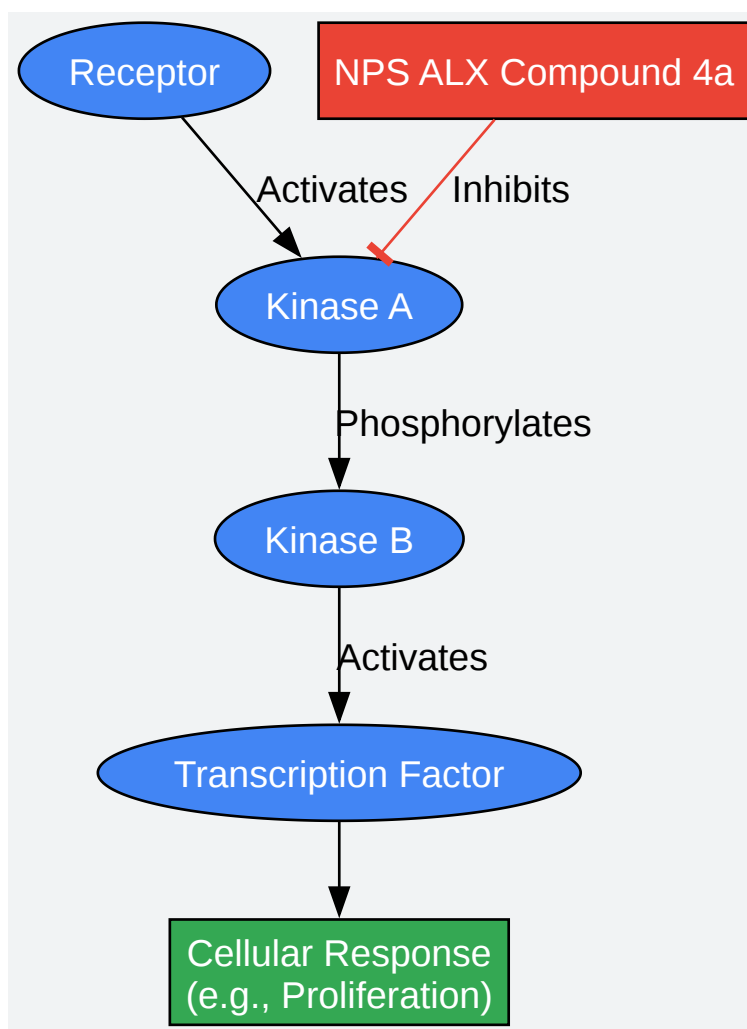 Receptor
NPS ALX Compound 4a
Activates
Inhibits
Kinase A
Phosphorylates
Kinase B
Activates
Transcription Factor
Cellular Response
(e.g., Proliferation)